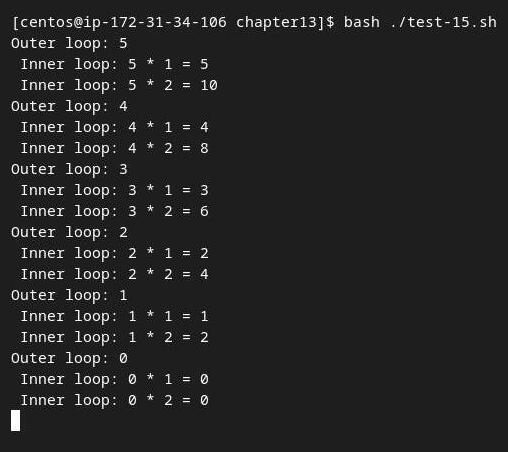 [centos@ip-172-31-34-106 chapter13]$ bash ./test-15.sh
Outer loop: 5
 Inner loop: 5 * 1 = 5
 Inner loop: 5 * 2 = 10
Outer loop: 4
 Inner loop: 4 * 1 = 4
 Inner loop: 4 * 2 = 8
Outer loop: 3
 Inner loop: 3 * 1 = 3
 Inner loop: 3 * 2 = 6
Outer loop: 2
 Inner loop: 2 * 1 = 2
 Inner loop: 2 * 2 = 4
Outer loop: 1
 Inner loop: 1 * 1 = 1
 Inner loop: 1 * 2 = 2
Outer loop: 0
 Inner loop: 0 * 1 = 0
 Inner loop: 0 * 2 = 0